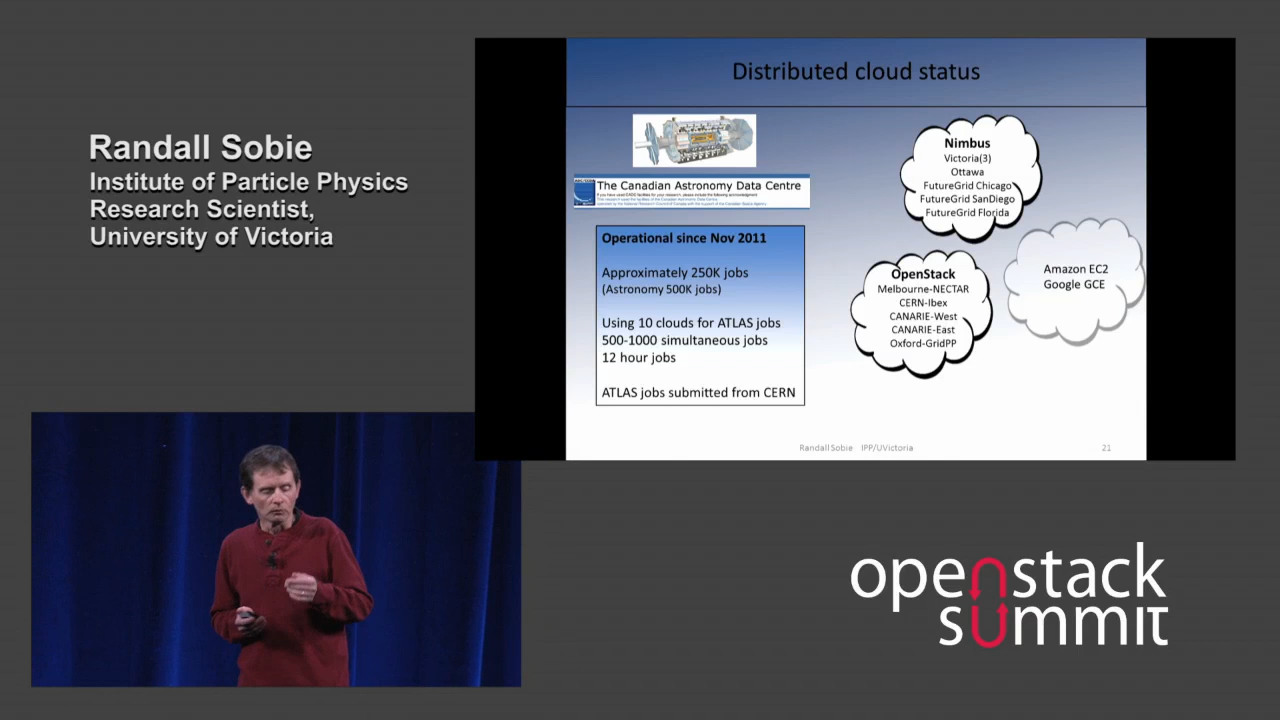 Randall Sobie
Institute of Particle Physics
Research Scientist,
University of Victoria
Distributed cloud status
The Canadian Astronomy Data Centre
Operational since Nov 2011
Approximately 250K jobs
(Astronomy 500K jobs)
Using 10 clouds for ATLAS jobs
500-1000 simultaneous jobs
12 hour jobs
ATLAS jobs submitted from CERN
Nimbus
Victoria(3)
Ottawa
FutureGrid Chicago
FutureGrid SanDiego
FutureGrid Florida
OpenStack
Melbourne-NECTAR
CERN-Ibex
CANARIE-West
CANARIE-East
Oxford-GridPP
Amazon EC2
Google GCE
Randall Sobie IPP/UVictoria
21
openstack
summit